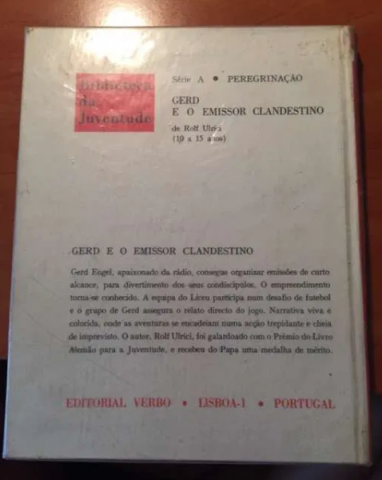 Biblioteca
da
Juventude
Série A • PEREGRINAÇÃO
GERD
E O EMISSOR CLANDESTINO
de Rolf Ulrici
(10 a 15 anos)
GERD E O EMISSOR CLANDESTINO
Gerd Engel, apaixonado da rádio, consegue organizar emissões de curto
alcance, para divertimento dos seus condiscípulos. O empreendimento
torna-se conhecido. A equipa do Liceu participa num desafio de futebol
e o grupo de Gerd assegura o relato directo do jogo. Narrativa viva e
colorida, onde as aventuras se encadeiam numa acção trepidante e cheia
de imprevisto. O autor, Rolf Ulrici, foi galardoado com o Prémio do Livro
Alemão para a Juventude, e recebeu do Papa uma medalha de mérito.
EDITORIAL VERBO • LISBOA-1 • PORTUGAL